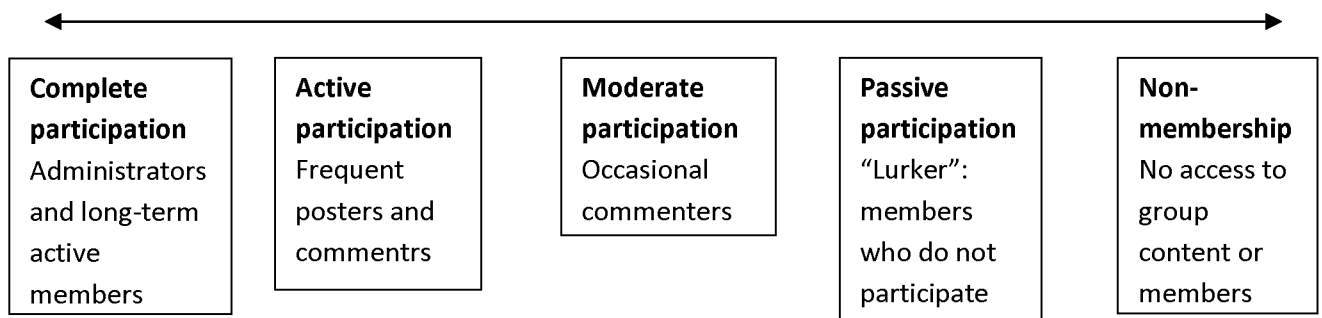 Complete
participation
Administrators
and long-term
active
members
Active
participation
Frequent
posters and
commentrs
Moderate
participation
Occasional
commenters
Passive
participation
“Lurker”:
members
who do not
participate
Non-
membership
No access to
group
content or
members